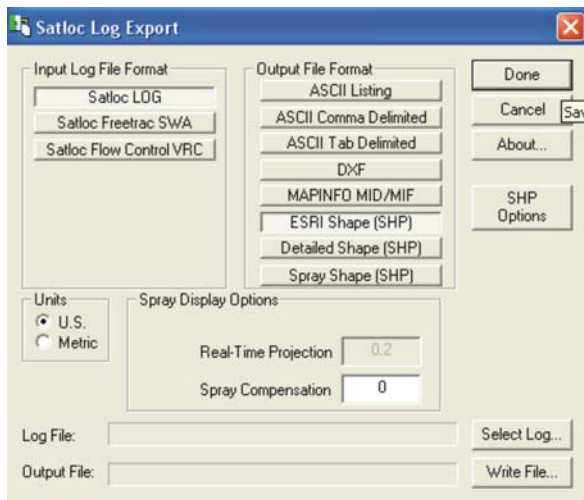 Satloc Log Export
Input Log File Format
Satloc LOG
Satloc Freetrac SWA
Satloc Flow Control VRC
Output File Format
ASCII Listing
ASCII Comma Delimited
ASCII Tab Delimited
DXF
MAPINFO MID/MIF
ESRI Shape (SHP)
Detailed Shape (SHP)
Spray Shape (SHP)
Done
Cancel
About...
SHP
Options
Units
U.S.
Metric
Spray Display Options
Real-Time Projection 0.2
Spray Compensation 0
Log File:
Select Log...
Output File:
Write File...